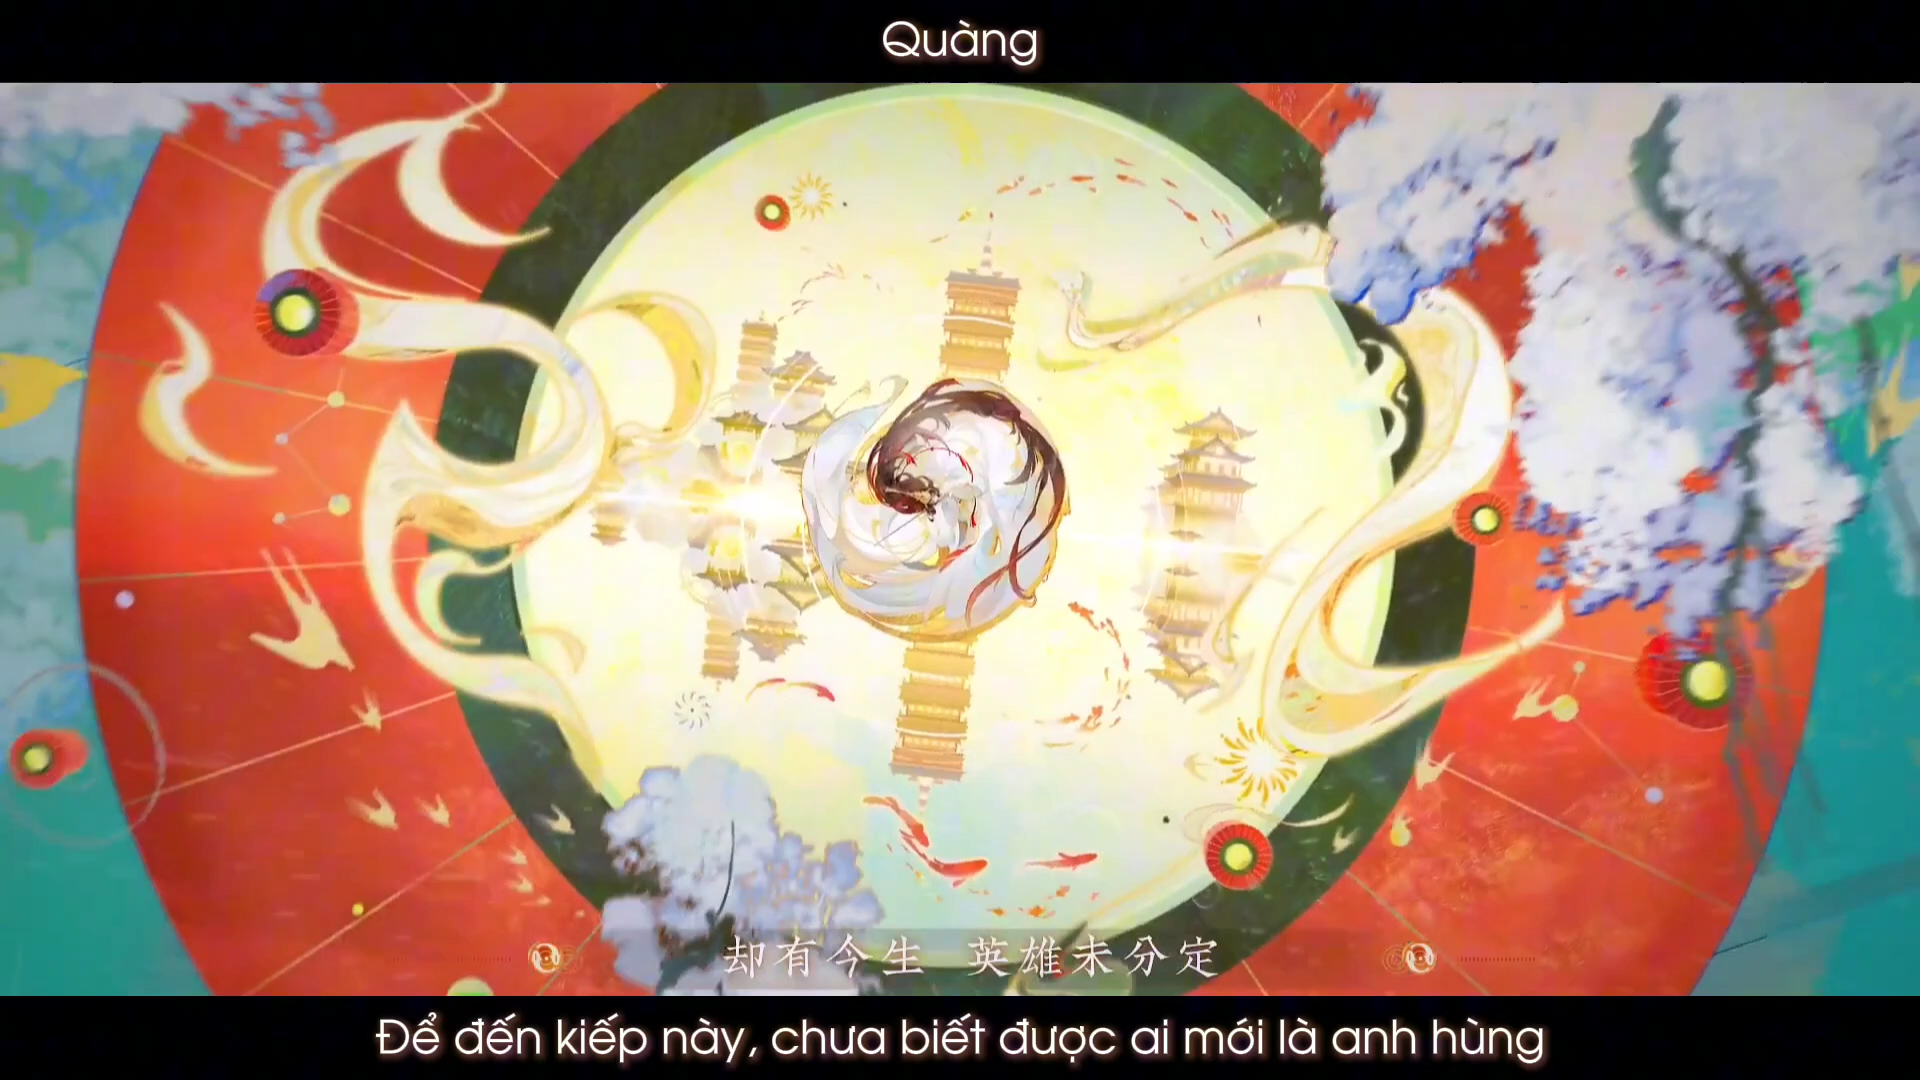 Quàng
却有今生 英雄未分定
Để đến kiếp này, chưa biết được ai mới là anh hùng